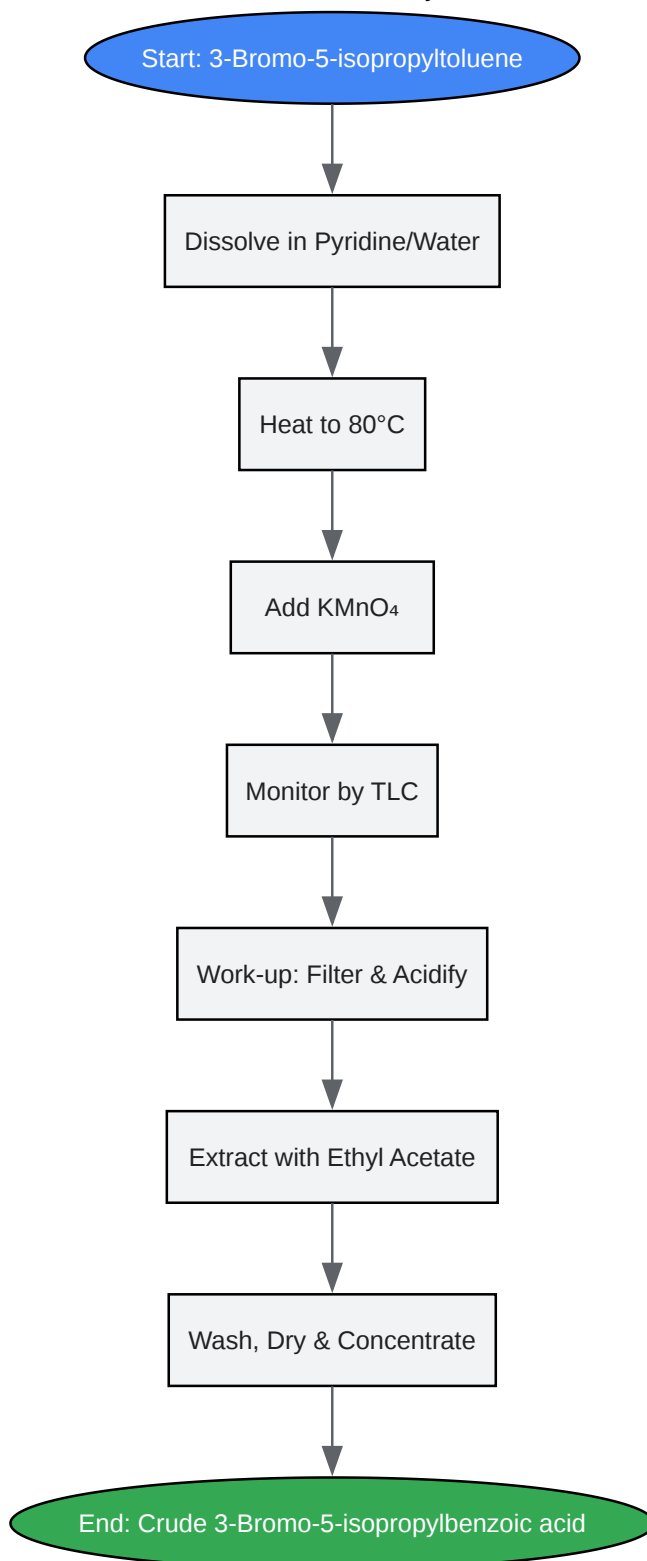 Start: 3-Bromo-5-isopropyltoluene
Dissolve in Pyridine/Water
Heat to 80°C
Add KMnO₄
Monitor by TLC
Work-up: Filter & Acidify
Extract with Ethyl Acetate
Wash, Dry & Concentrate
End: Crude 3-Bromo-5-isopropylbenzoic acid